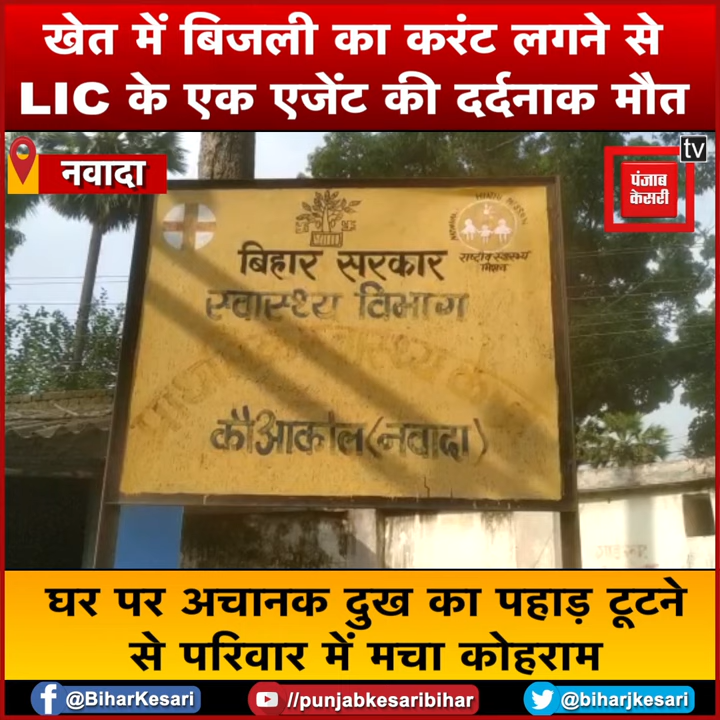 खेत में बिजली का करंट लगने से
LIC के एक एजेंट की दर्दनाक मौत
नवादा
tv
पंजाब
केसरी
बिहार सरकार
राष्ट्रीय स्वास्थ्य
मिशन
स्वास्थ्य विभाग
कौआकोल (नवादा)
घर पर अचानक दुख का पहाड़ टूटने
से परिवार में मचा कोहराम
@BiharKesari
//punjabkesaribihar
@biharjkesari